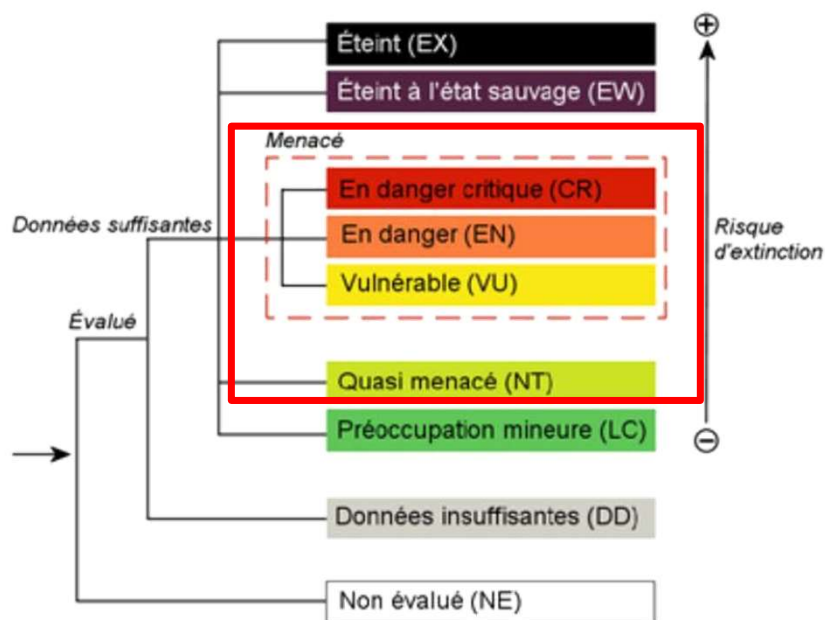 Éteint (EX)
Éteint à l'état sauvage (EW)
Menacé
En danger critique (CR)
Données suffisantes
En danger (EN)
Risque
d'extinction
Vulnérable (VU)
Évalué
Quasi menacé (NT)
Préoccupation mineure (LC)
Données insuffisantes (DD)
Non évalué (NE)